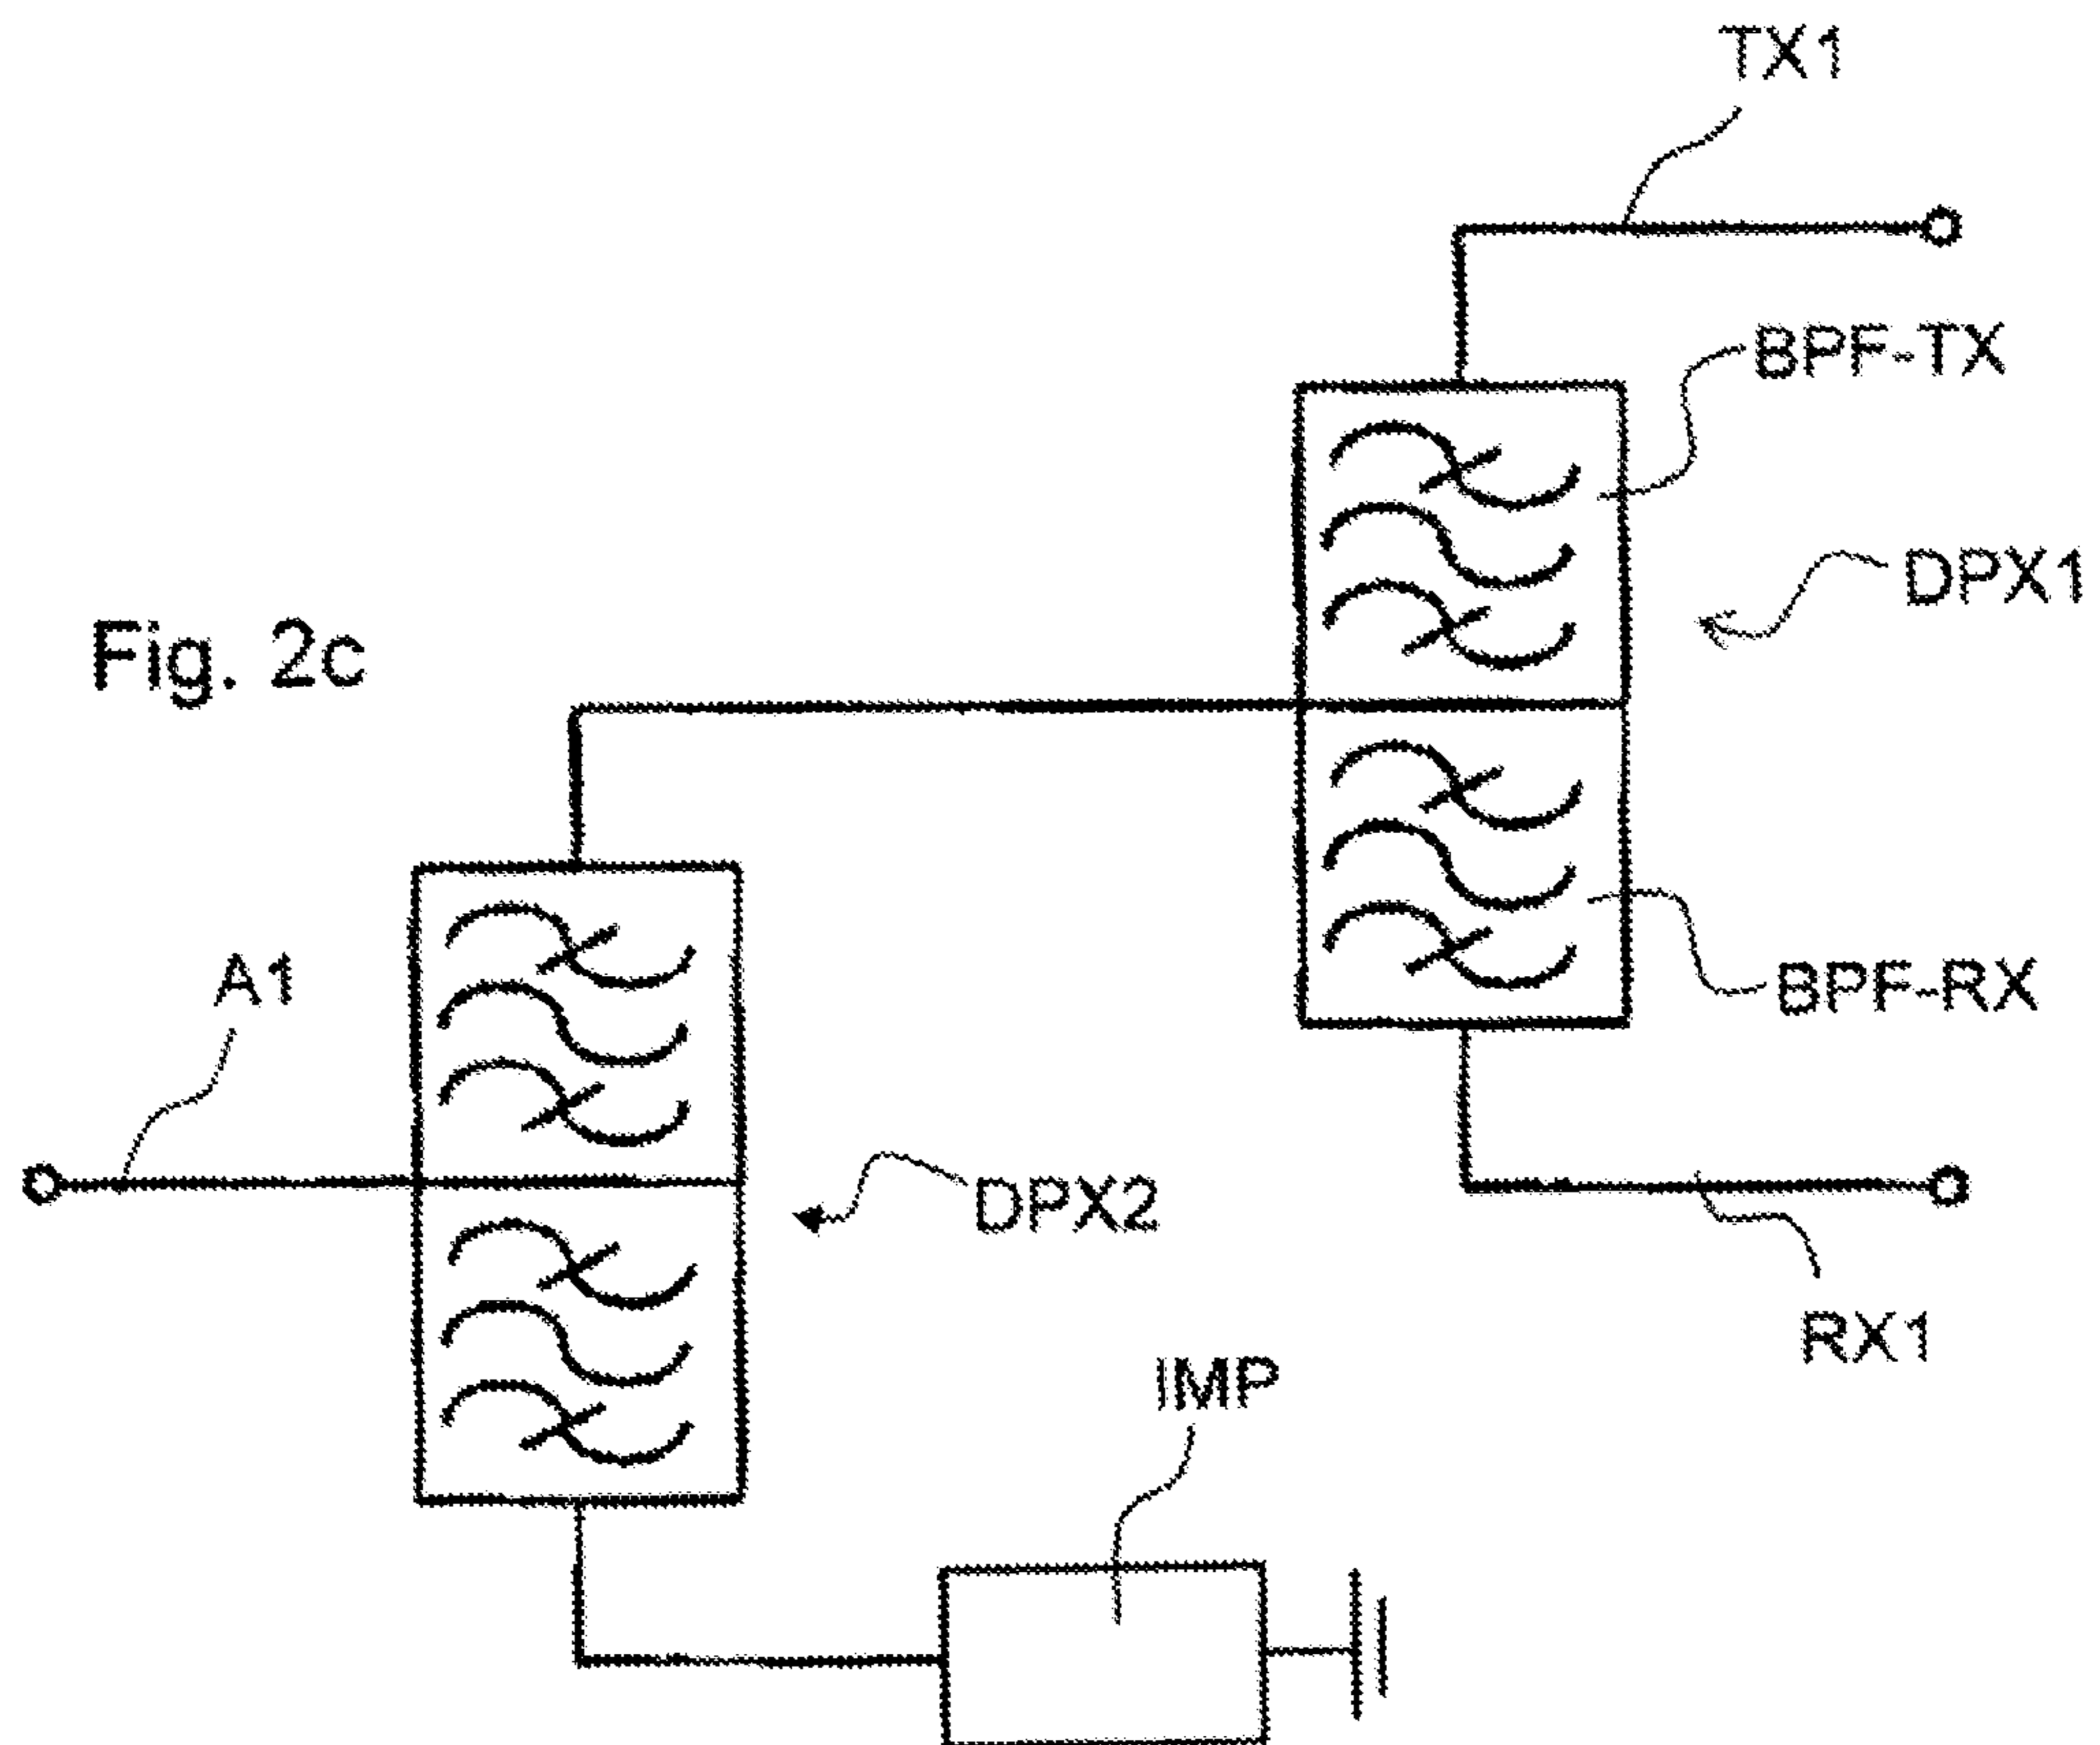 TX1
BPF-TX
DPX1
Fig. 2c
A1
BPF-RX
DPX2
RX1
IMP